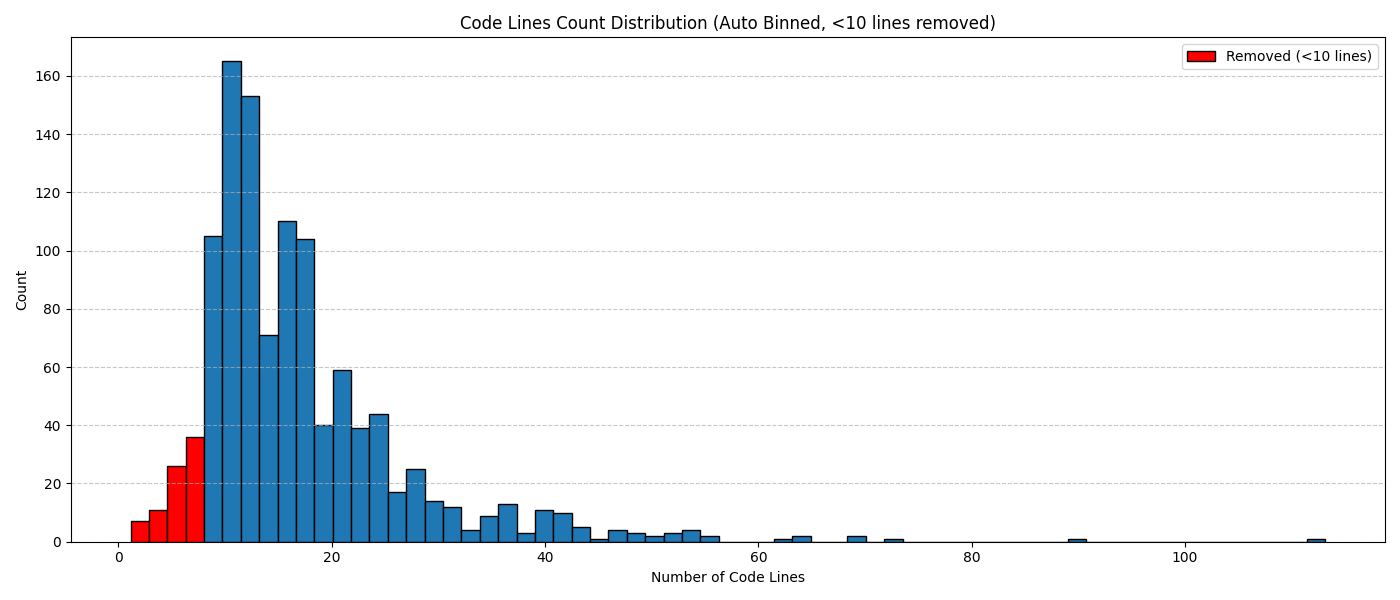 Code Lines Count Distribution (Auto Binned, <10 lines removed)
Removed (<10 lines)
160
140
120
100
80
60
40
20
0
Count
0 20 40 60 80 100
Number of Code Lines